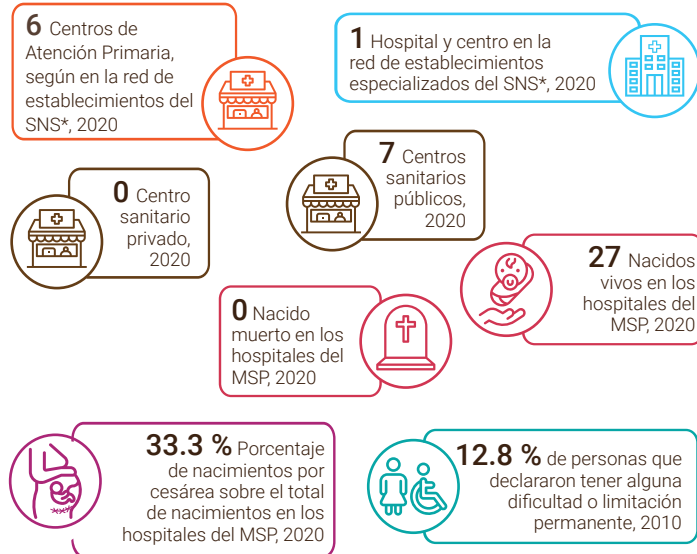 6 Centros de
Atención Primaria,
según en la red de
establecimientos del
SNS*, 2020
1 Hospital y centro en la
red de establecimientos
especializados del SNS*, 2020
0 Centro
sanitario
privado,
2020
7 Centros
sanitarios
públicos,
2020
27 Nacidos
vivos en los
hospitales del
MSP, 2020
0 Nacido
muerto en los
hospitales del
MSP, 2020
33.3 % Porcentaje
de nacimientos por
cesárea sobre el total
de nacimientos en los
hospitales del MSP, 2020
12.8 % de personas que
declararon tener alguna
dificultad o limitación
permanente, 2010